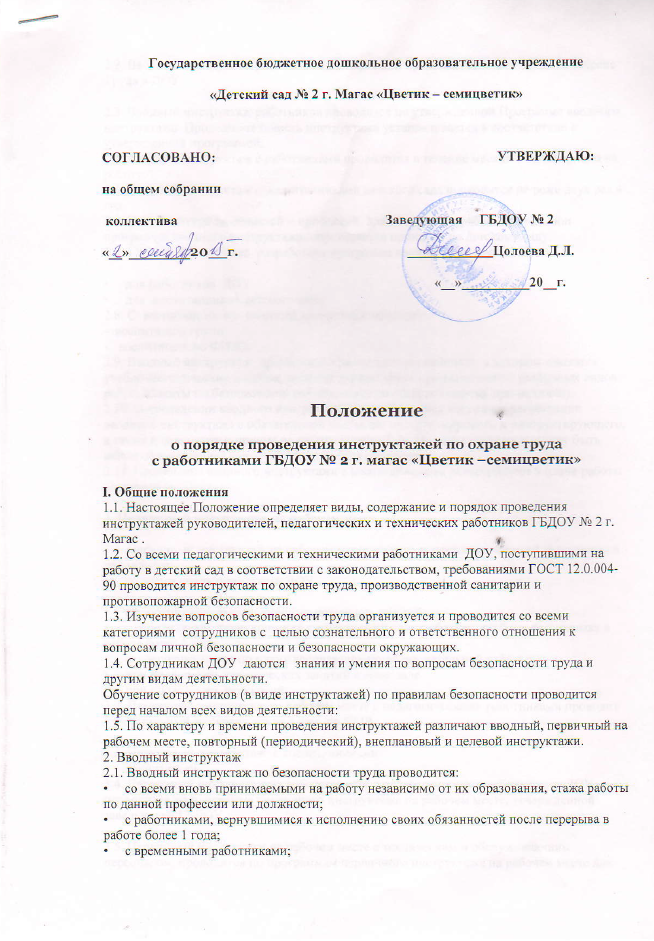 Государственное бюджетное дошкольное образовательное учреждение
«Детский сад № 2 г. Магас «Цветик – семицветик»
СОГЛАСОВАНО: УТВЕРЖДАЮ:
на общем собрании
коллектива Заведующая ГБДОУ № 2
«2» сентября 20 г. Цолоева Д.Л.
«__»__________20__г.
Положение
о порядке проведения инструктажей по охране труда
с работниками ГБДОУ № 2 г. магас «Цветик –семицветик»
I. Общие положения
1.1. Настоящее Положение определяет виды, содержание и порядок проведения
инструктажей руководителей, педагогических и технических работников ГБДОУ № 2 г.
Магас .
1.2. Со всеми педагогическими и техническими работниками ДОУ, поступившими на
работу в детский сад в соответствии с законодательством, требованиями ГОСТ 12.0.004-
90 проводится инструктаж по охране труда, производственной санитарии и
противопожарной безопасности.
1.3. Изучение вопросов безопасности труда организуется и проводится со всеми
категориями сотрудников с целью сознательного и ответственного отношения к
вопросам личной безопасности и безопасности окружающих.
1.4. Сотрудникам ДОУ даются знания и умения по вопросам безопасности труда и
другим видам деятельности.
Обучение сотрудников (в виде инструктажей) по правилам безопасности проводится
перед началом всех видов деятельности:
1.5. По характеру и времени проведения инструктажей различают вводный, первичный на
рабочем месте, повторный (периодический), внеплановый и целевой инструктажи.
2. Вводный инструктаж
2.1. Вводный инструктаж по безопасности труда проводится:
• со всеми вновь принимаемыми на работу независимо от их образования, стажа работы
по данной профессии или должности;
• с работниками, вернувшимися к исполнению своих обязанностей после перерыва в
работе более 1 года;
• с временными работниками;